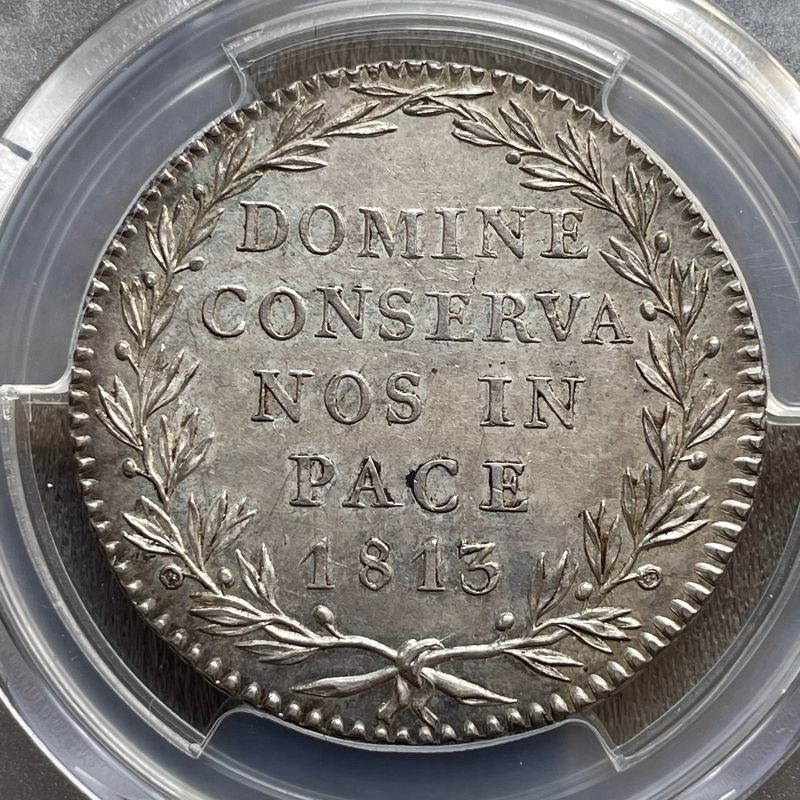 DOMINE
CONSERVA
NOS IN
PACE
1813